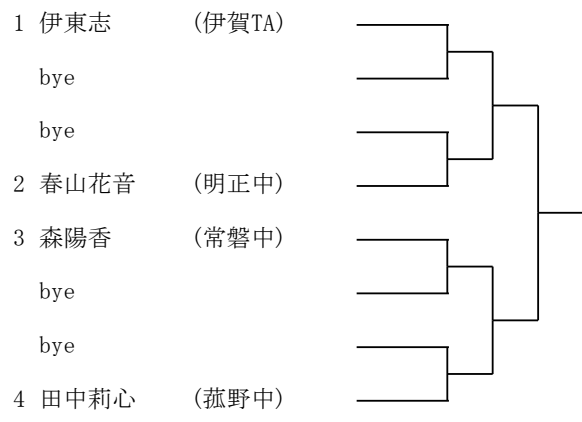 1 伊東志 (伊賀TA)
bye
bye
2 春山花音 (明正中)
3 森陽香 (常磐中)
bye
bye
4 田中莉心 (菰野中)